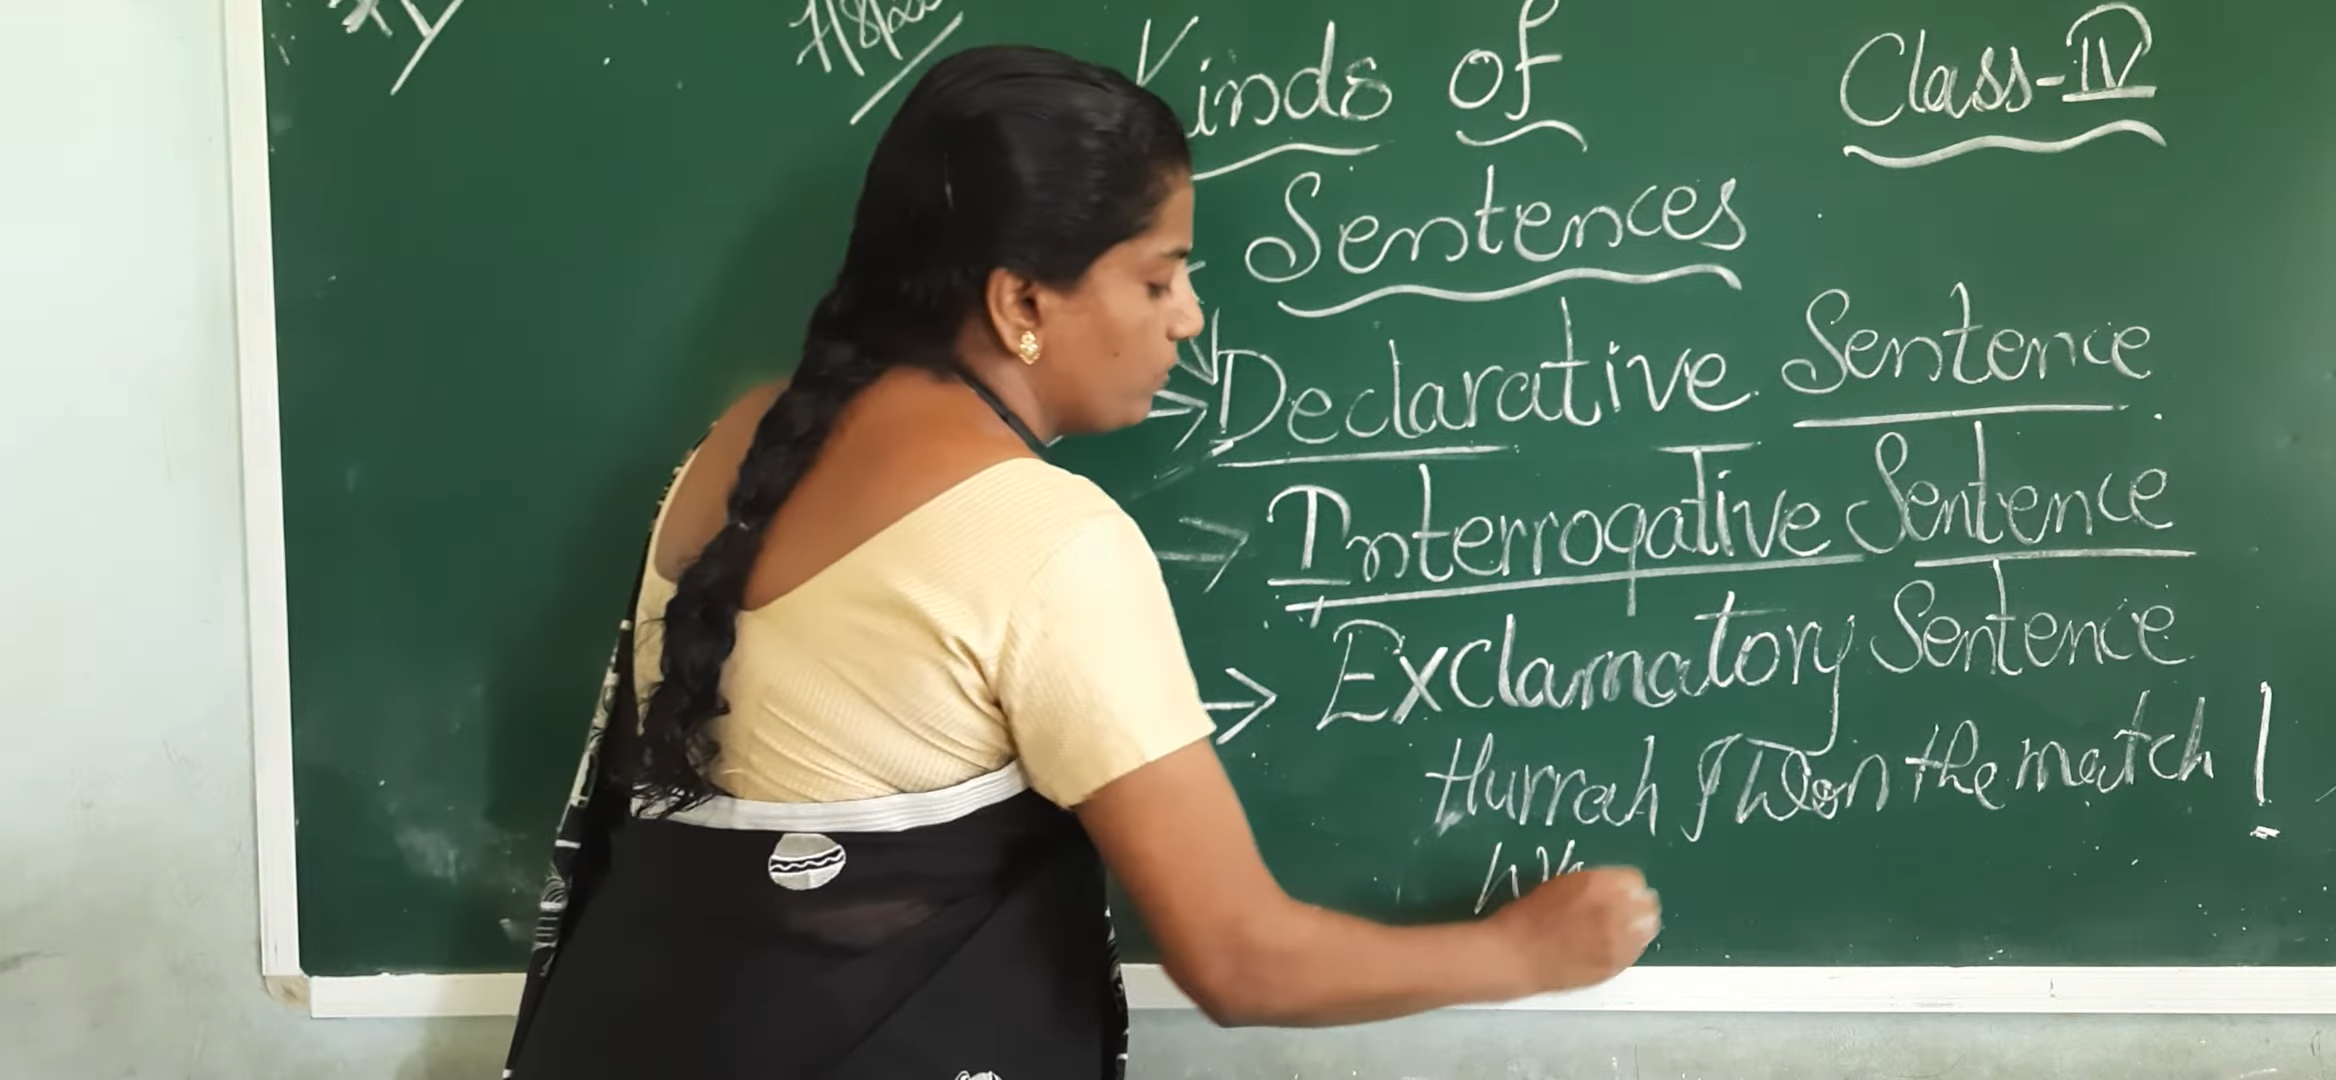 Kinds of
Class-IV
Sentences
Declarative Sentence
Interrogative Sentence
Exclamatory Sentence
Hurrah I Won the match !